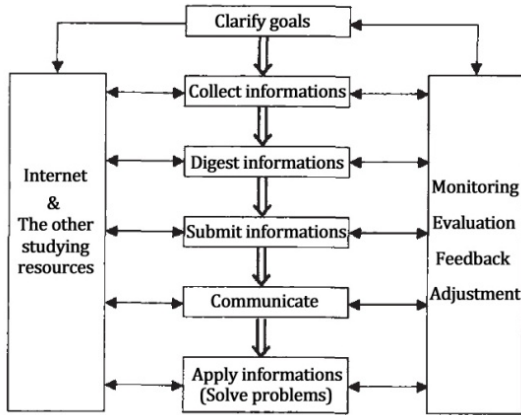 Clarify goals
Collect informations
Digest informations
Submit informations
Communicate
Apply informations
(Solve problems)
Internet
&
The other
studying
resources
Monitoring
Evaluation
Feedback
Adjustment